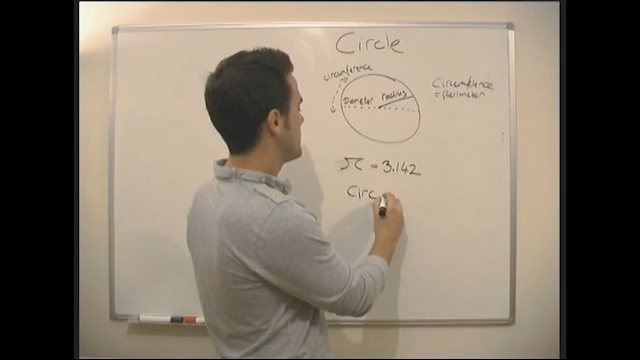 Circle
circumference
Diameter radius
Circumference
= Perimeter
π = 3.142
Circ